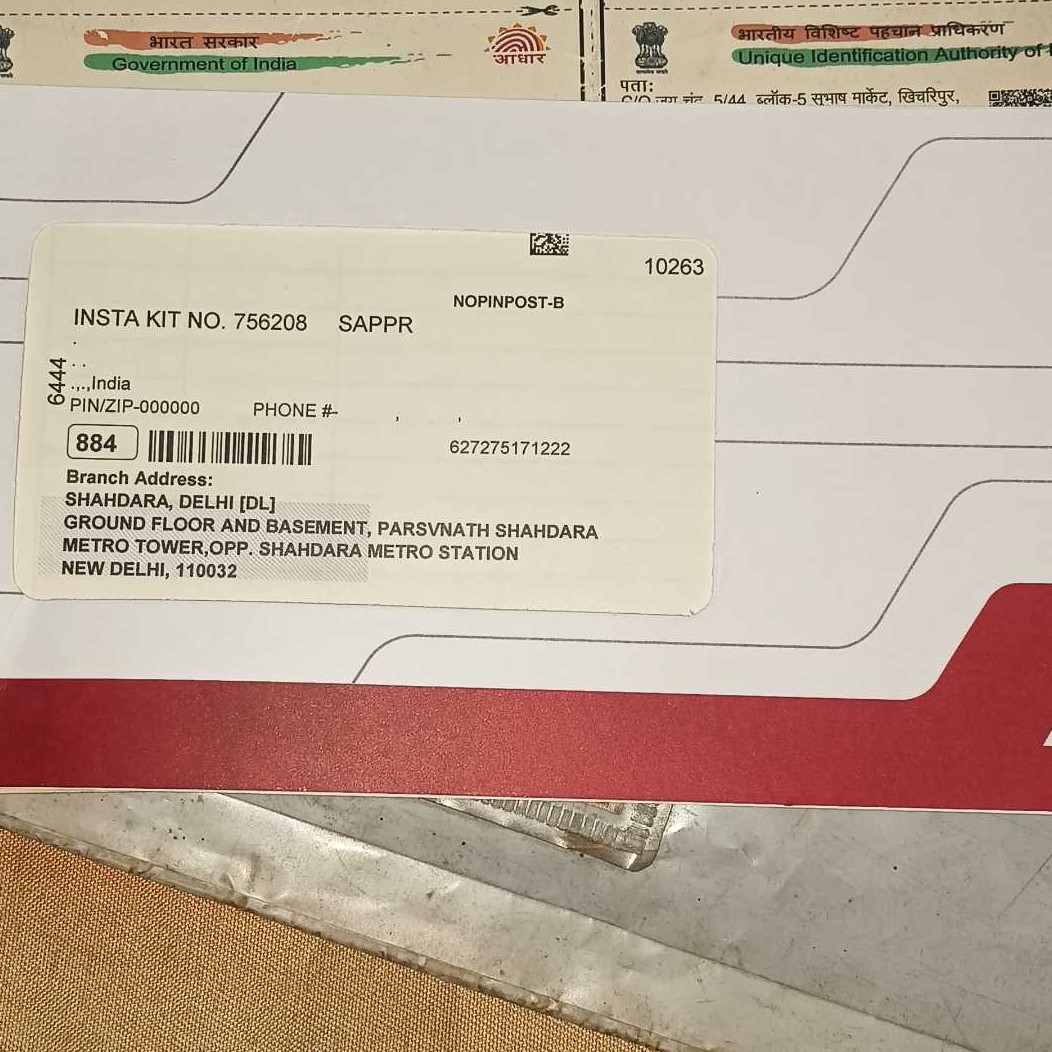 भारत सरकार
Government of India
आधार
भारतीय विशिष्ट पहचान प्राधिकरण
Unique Identification Authority of
पता:
5/44, ब्लॉक-5 सुभाष मार्केट, खिचरिपुर,
10263
NOPINPOST-B
INSTA KIT NO. 756208 SAPPR
.
. .
6444
.,.,India
PIN/ZIP-000000 PHONE #- , ,
884
627275171222
Branch Address:
SHAHDARA, DELHI [DL]
GROUND FLOOR AND BASEMENT, PARSVNATH SHAHDARA
METRO TOWER,OPP. SHAHDARA METRO STATION
NEW DELHI, 110032